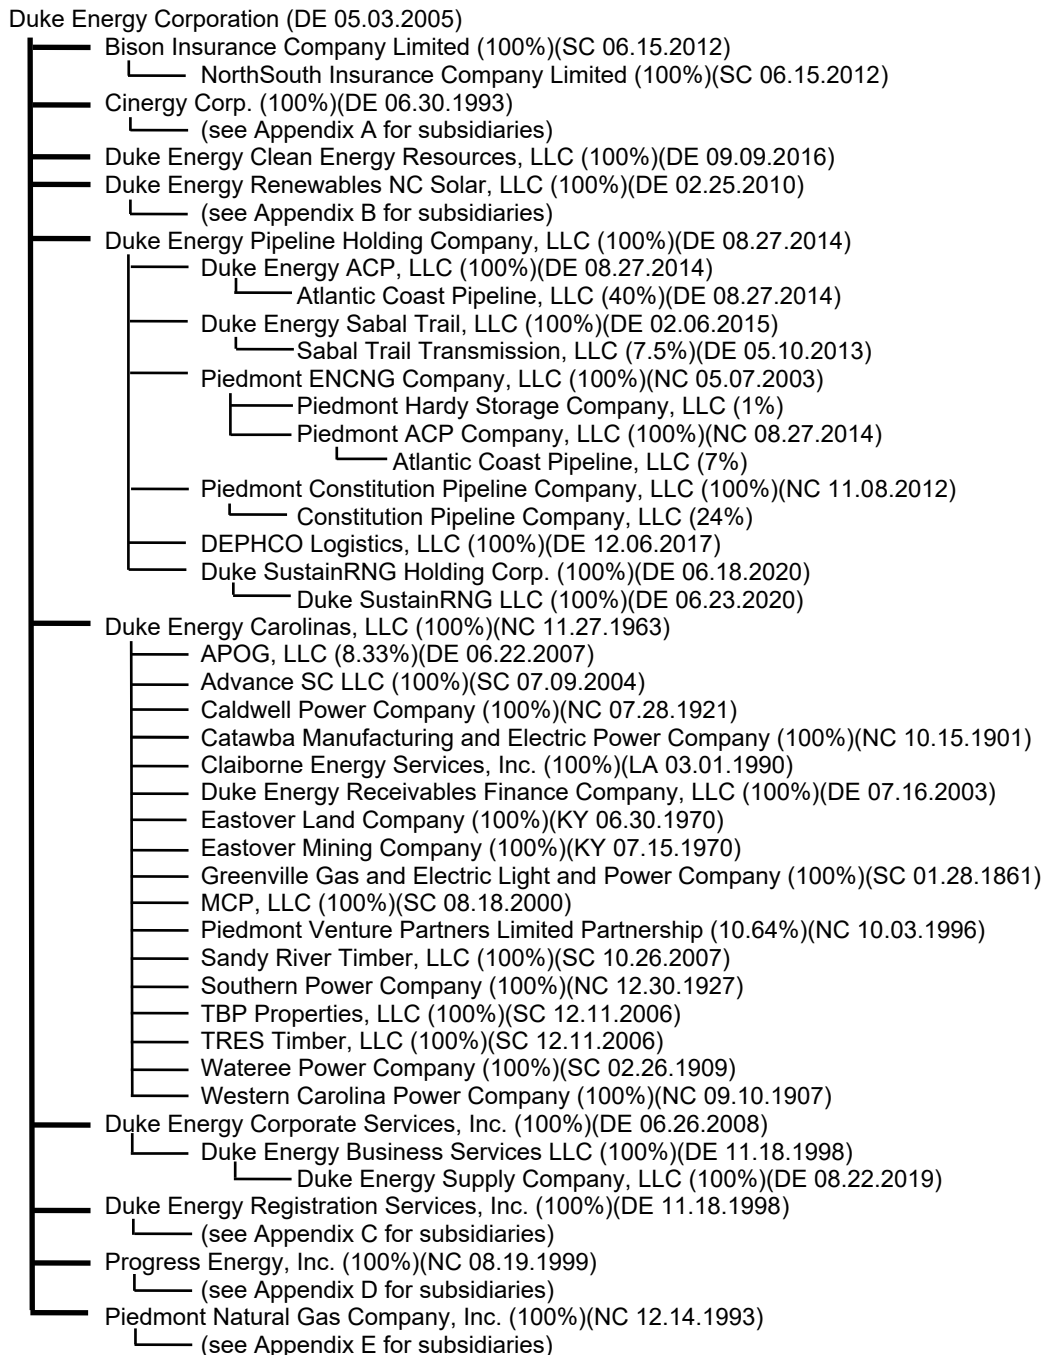 Duke Energy Corporation (DE 05.03.2005)
Bison Insurance Company Limited (100%)(SC 06.15.2012)
NorthSouth Insurance Company Limited (100%)(SC 06.15.2012)
Cinergy Corp. (100%)(DE 06.30.1993)
(see Appendix A for subsidiaries)
Duke Energy Clean Energy Resources, LLC (100%)(DE 09.09.2016)
Duke Energy Renewables NC Solar, LLC (100%)(DE 02.25.2010)
(see Appendix B for subsidiaries)
Duke Energy Pipeline Holding Company, LLC (100%)(DE 08.27.2014)
Duke Energy ACP, LLC (100%)(DE 08.27.2014)
Atlantic Coast Pipeline, LLC (40%)(DE 08.27.2014)
Duke Energy Sabal Trail, LLC (100%)(DE 02.06.2015)
Sabal Trail Transmission, LLC (7.5%)(DE 05.10.2013)
Piedmont ENCNG Company, LLC (100%)(NC 05.07.2003)
Piedmont Hardy Storage Company, LLC (1%)
Piedmont ACP Company, LLC (100%)(NC 08.27.2014)
Atlantic Coast Pipeline, LLC (7%)
Piedmont Constitution Pipeline Company, LLC (100%)(NC 11.08.2012)
Constitution Pipeline Company, LLC (24%)
DEPHCO Logistics, LLC (100%)(DE 12.06.2017)
Duke SustainRNG Holding Corp. (100%)(DE 06.18.2020)
Duke SustainRNG LLC (100%)(DE 06.23.2020)
Duke Energy Carolinas, LLC (100%)(NC 11.27.1963)
APOG, LLC (8.33%)(DE 06.22.2007)
Advance SC LLC (100%)(SC 07.09.2004)
Caldwell Power Company (100%)(NC 07.28.1921)
Catawba Manufacturing and Electric Power Company (100%)(NC 10.15.1901)
Claiborne Energy Services, Inc. (100%)(LA 03.01.1990)
Duke Energy Receivables Finance Company, LLC (100%)(DE 07.16.2003)
Eastover Land Company (100%)(KY 06.30.1970)
Eastover Mining Company (100%)(KY 07.15.1970)
Greenville Gas and Electric Light and Power Company (100%)(SC 01.28.1861)
MCP, LLC (100%)(SC 08.18.2000)
Piedmont Venture Partners Limited Partnership (10.64%)(NC 10.03.1996)
Sandy River Timber, LLC (100%)(SC 10.26.2007)
Southern Power Company (100%)(NC 12.30.1927)
TBP Properties, LLC (100%)(SC 12.11.2006)
TRES Timber, LLC (100%)(SC 12.11.2006)
Wateree Power Company (100%)(SC 02.26.1909)
Western Carolina Power Company (100%)(NC 09.10.1907)
Duke Energy Corporate Services, Inc. (100%)(DE 06.26.2008)
Duke Energy Business Services LLC (100%)(DE 11.18.1998)
Duke Energy Supply Company, LLC (100%)(DE 08.22.2019)
Duke Energy Registration Services, Inc. (100%)(DE 11.18.1998)
(see Appendix C for subsidiaries)
Progress Energy, Inc. (100%)(NC 08.19.1999)
(see Appendix D for subsidiaries)
Piedmont Natural Gas Company, Inc. (100%)(NC 12.14.1993)
(see Appendix E for subsidiaries)